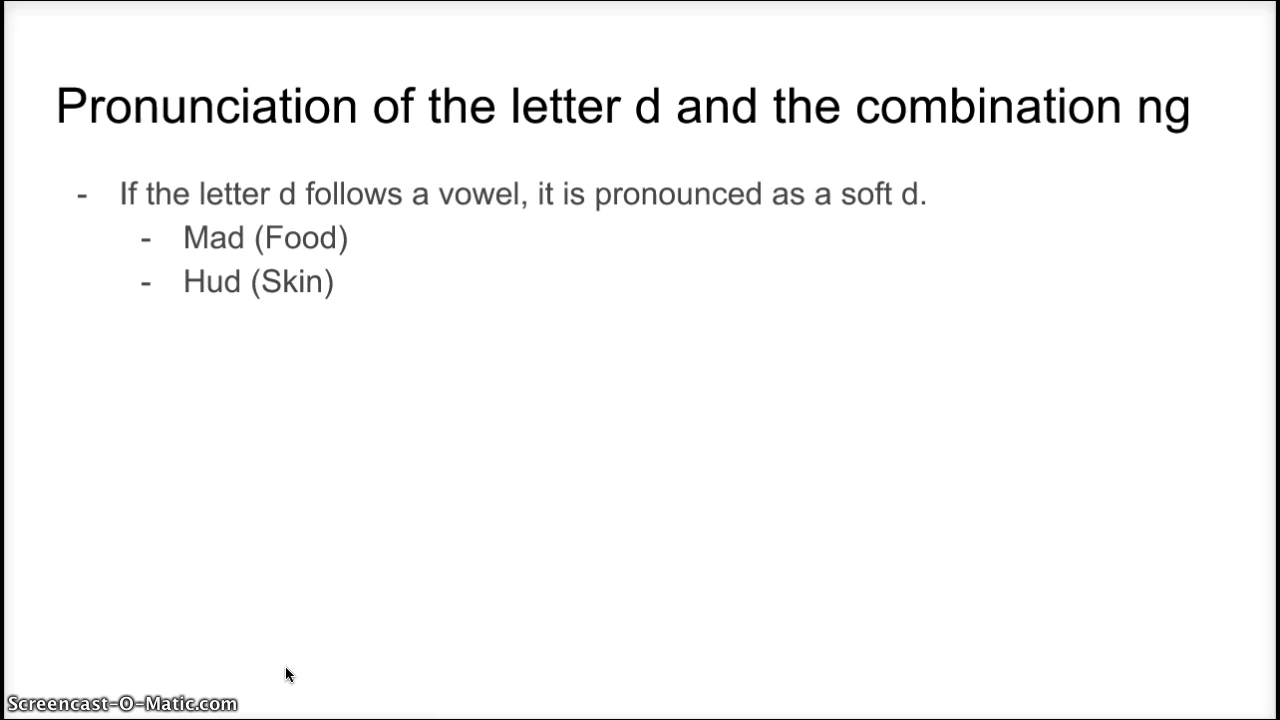 Pronunciation of the letter d and the combination ng
- If the letter d follows a vowel, it is pronounced as a soft d.
- Mad (Food)
- Hud (Skin)
Screencast-O-Matic.com